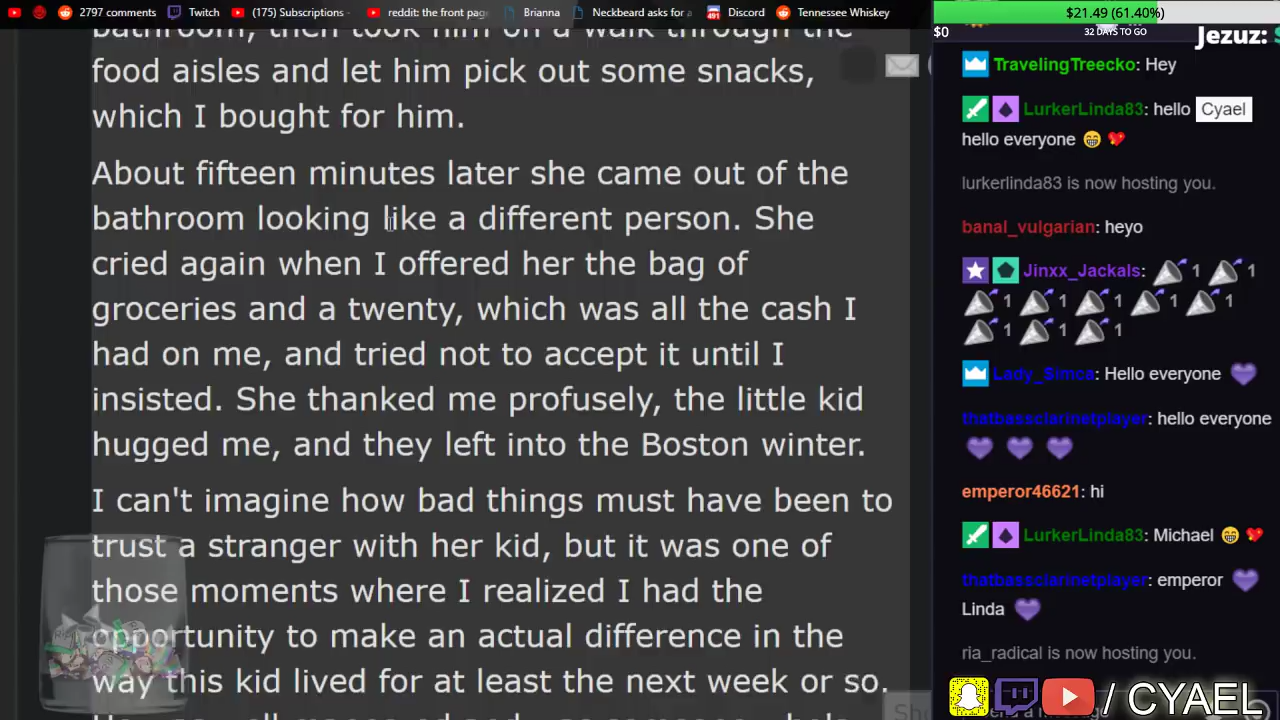 2797 comments Twitch (175) Subscriptions - reddit: the front pag Brianna Neckbeard asks for a Discord Tennessee Whiskey
bathroom, then took him on a walk through the
food aisles and let him pick out some snacks,
which I bought for him.
About fifteen minutes later she came out of the
bathroom looking like a different person. She
cried again when I offered her the bag of
groceries and a twenty, which was all the cash I
had on me, and tried not to accept it until I
insisted. She thanked me profusely, the little kid
hugged me, and they left into the Boston winter.
I can't imagine how bad things must have been to
trust a stranger with her kid, but it was one of
those moments where I realized I had the
opportunity to make an actual difference in the
way this kid lived for at least the next week or so.
$21.49 (61.40%)
$0 32 DAYS TO GO
Jezuz:
TravelingTreecko: Hey
LurkerLinda83: hello Cyael
hello everyone 😁 💖
lurkerlinda83 is now hosting you.
banal_vulgarian: heyo
Jinxx_Jackals: 1 1
1 1 1 1 1
1 1 1
Lady_Simca: Hello everyone 💜
thatbassclarinetplayer: hello everyone
💜 💜 💜
emperor46621: hi
LurkerLinda83: Michael 😁 💖
thatbassclarinetplayer: emperor 💜
Linda 💜
ria_radical is now hosting you.
/ CYAEL